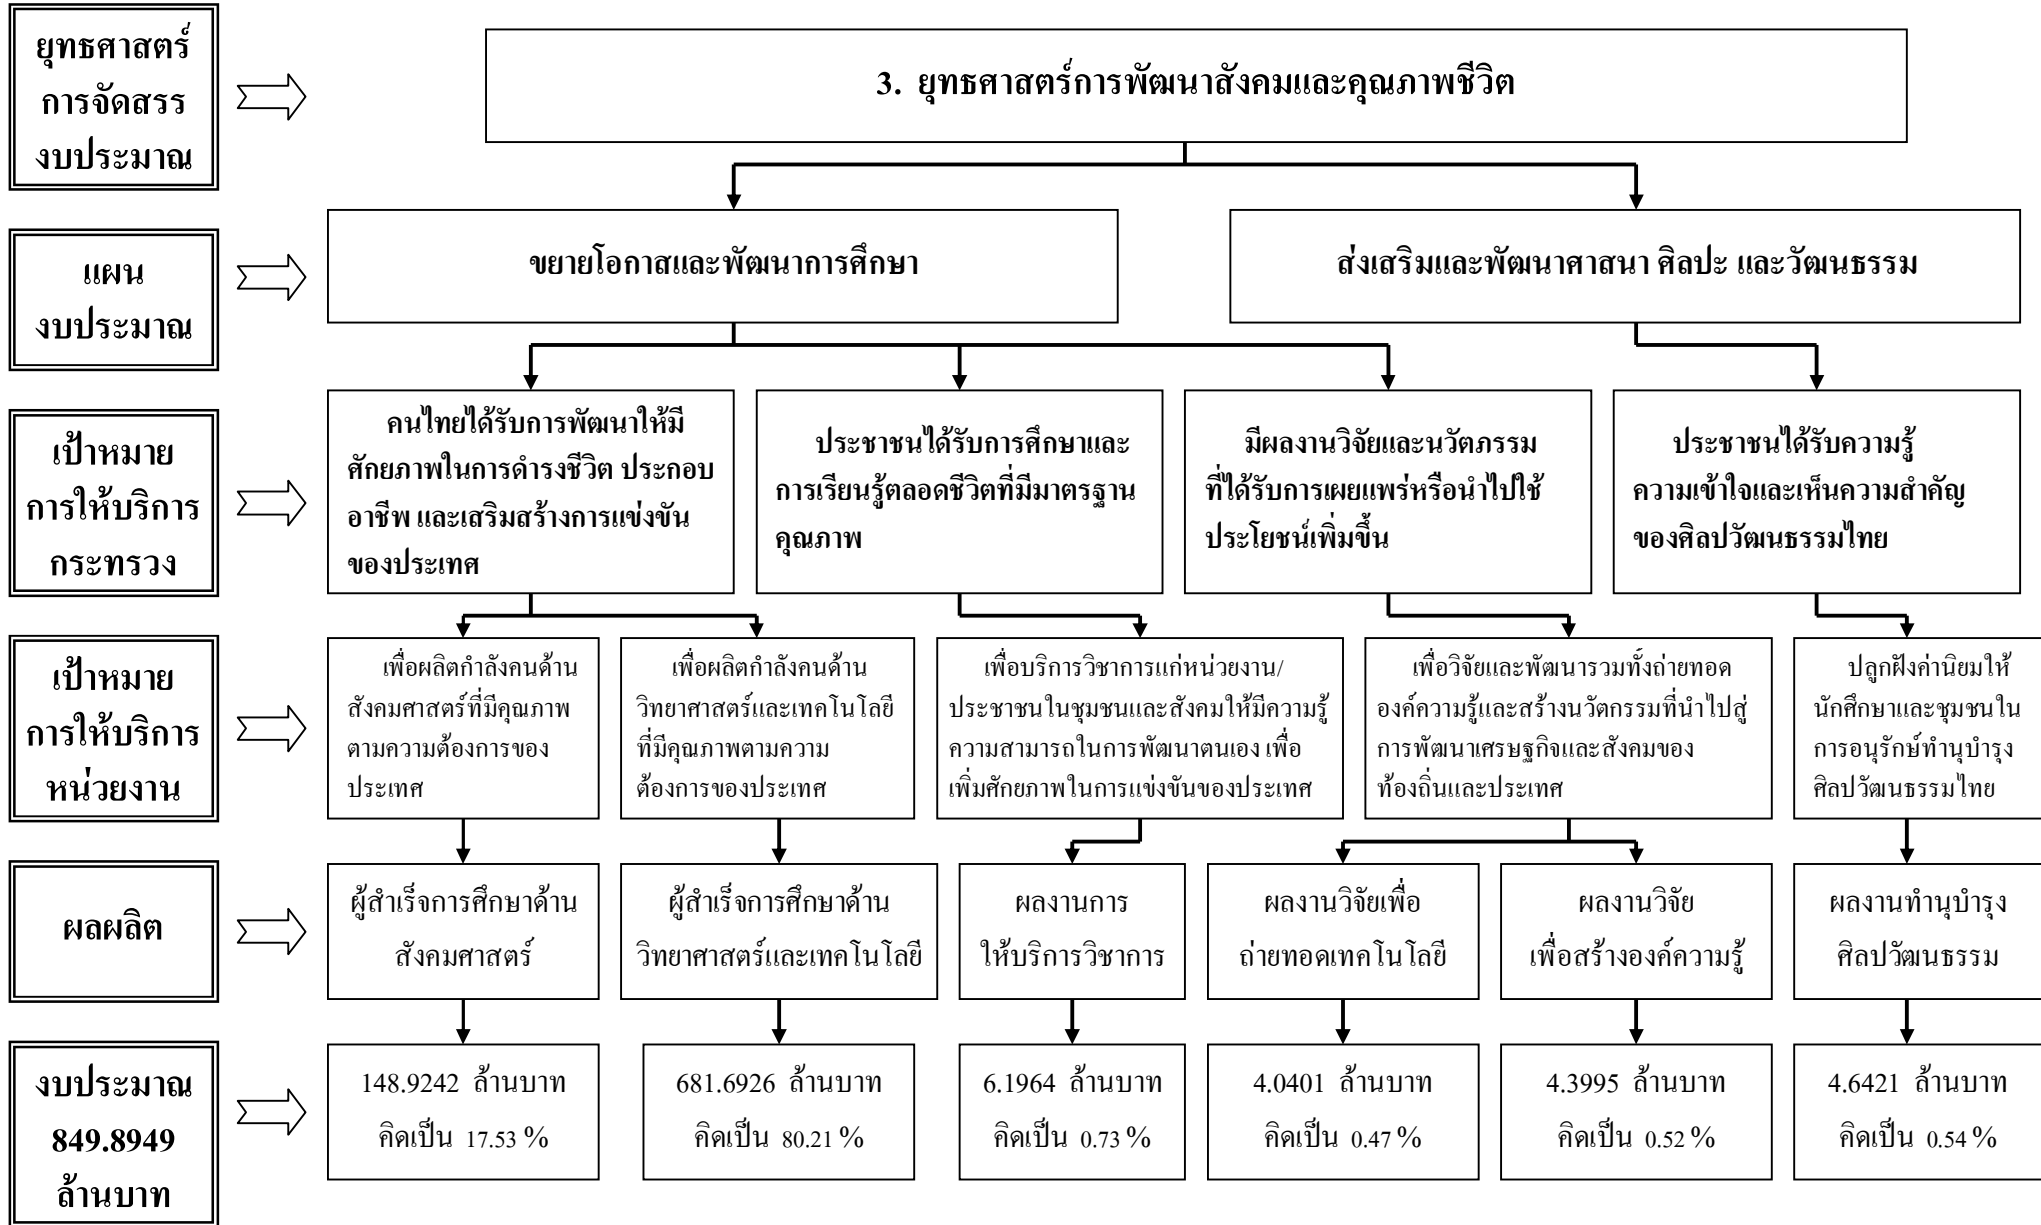 ยุทธศาสตร์
การจัดสรร
งบประมาณ
3. ยุทธศาสตร์การพัฒนาสังคมและคุณภาพชีวิต
แผน
งบประมาณ
ขยายโอกาสและพัฒนาการศึกษา
ส่งเสริมและพัฒนาศาสนา ศิลปะ และวัฒนธรรม
เป้าหมาย
การให้บริการ
กระทรวง
คนไทยได้รับการพัฒนาให้มี
ศักยภาพในการดำรงชีวิต ประกอบ
อาชีพ และเสริมสร้างการแข่งขัน
ของประเทศ
ประชาชนได้รับการศึกษาและ
การเรียนรู้ตลอดชีวิตที่มีมาตรฐาน
คุณภาพ
มีผลงานวิจัยและนวัตภรรม
ที่ได้รับการเผยแพร่หรือนำไปใช้
ประโยชน์เพิ่มขึ้น
ประชาชนได้รับความรู้
ความเข้าใจและเห็นความสำคัญ
ของศิลปวัฒนธรรมไทย
เป้าหมาย
การให้บริการ
หน่วยงาน
เพื่อผลิตกำลังคนด้าน
สังคมศาสตร์ที่มีคุณภาพ
ตามความต้องการของ
ประเทศ
เพื่อผลิตกำลังคนด้าน
วิทยาศาสตร์และเทคโนโลยี
ที่มีคุณภาพตามความ
ต้องการของประเทศ
เพื่อบริการวิชาการแก่หน่วยงาน/
ประชาชนในชุมชนและสังคมให้มีความรู้
ความสามารถในการพัฒนาตนเอง เพื่อ
เพิ่มศักยภาพในการแข่งขันของประเทศ
เพื่อวิจัยและพัฒนารวมทั้งถ่ายทอด
องค์ความรู้และสร้างนวัตกรรมที่นำไปสู่
การพัฒนาเศรษฐกิจและสังคมของ
ท้องถิ่นและประเทศ
ปลูกฝังค่านิยมให้
นักศึกษาและชุมชนใน
การอนุรักษ์ทำนุบำรุง
ศิลปวัฒนธรรมไทย
ผลผลิต
ผู้สำเร็จการศึกษาด้าน
สังคมศาสตร์
ผู้สำเร็จการศึกษาด้าน
วิทยาศาสตร์และเทคโนโลยี
ผลงานการ
ให้บริการวิชาการ
ผลงานวิจัยเพื่อ
ถ่ายทอดเทคโนโลยี
ผลงานวิจัย
เพื่อสร้างองค์ความรู้
ผลงานทำนุบำรุง
ศิลปวัฒนธรรม
งบประมาณ
849.8949
ล้านบาท
148.9242 ล้านบาท
คิดเป็น 17.53 %
681.6926 ล้านบาท
คิดเป็น 80.21 %
6.1964 ล้านบาท
คิดเป็น 0.73 %
4.0401 ล้านบาท
คิดเป็น 0.47 %
4.3995 ล้านบาท
คิดเป็น 0.52 %
4.6421 ล้านบาท
คิดเป็น 0.54 %